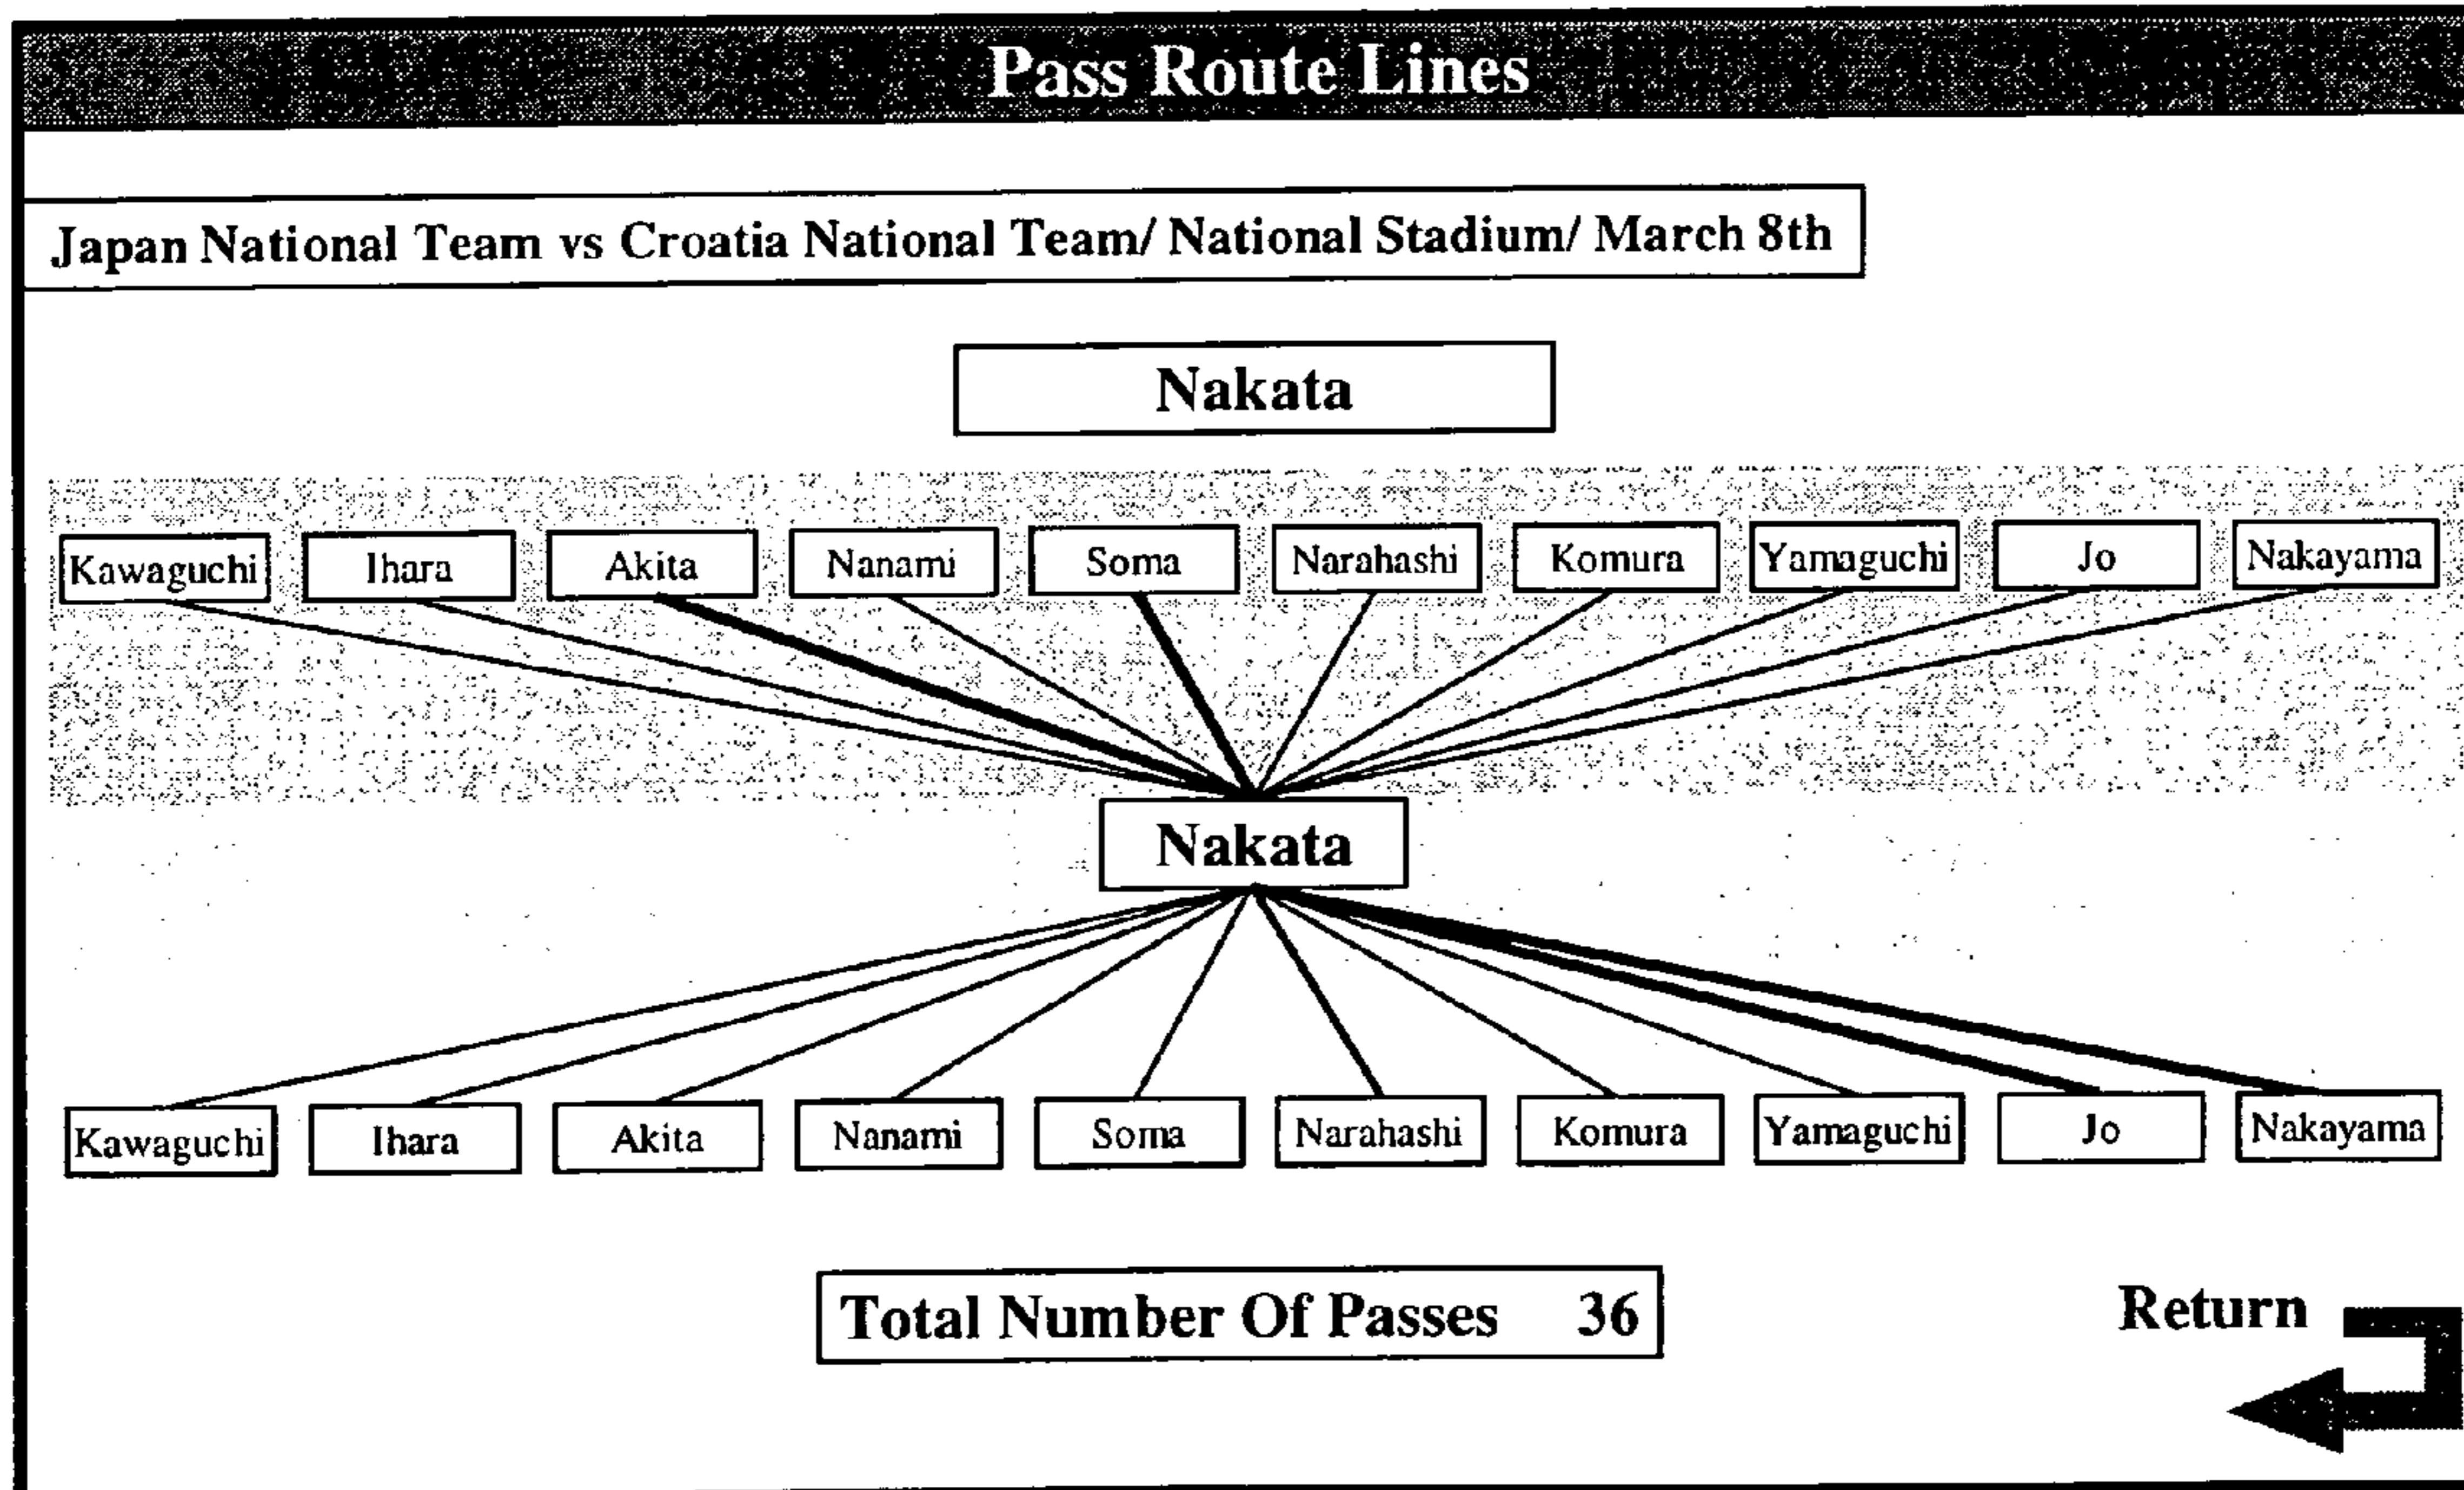 Pass Route Lines
Japan National Team vs Croatia National Team/ National Stadium/ March 8th
Nakata
Kawaguchi Ihara Akita Nanami Soma Narahashi Komura Yamaguchi Jo Nakayama
Nakata
Kawaguchi Ihara Akita Nanami Soma Narahashi Komura Yamaguchi Jo Nakayama
Total Number Of Passes 36
Return